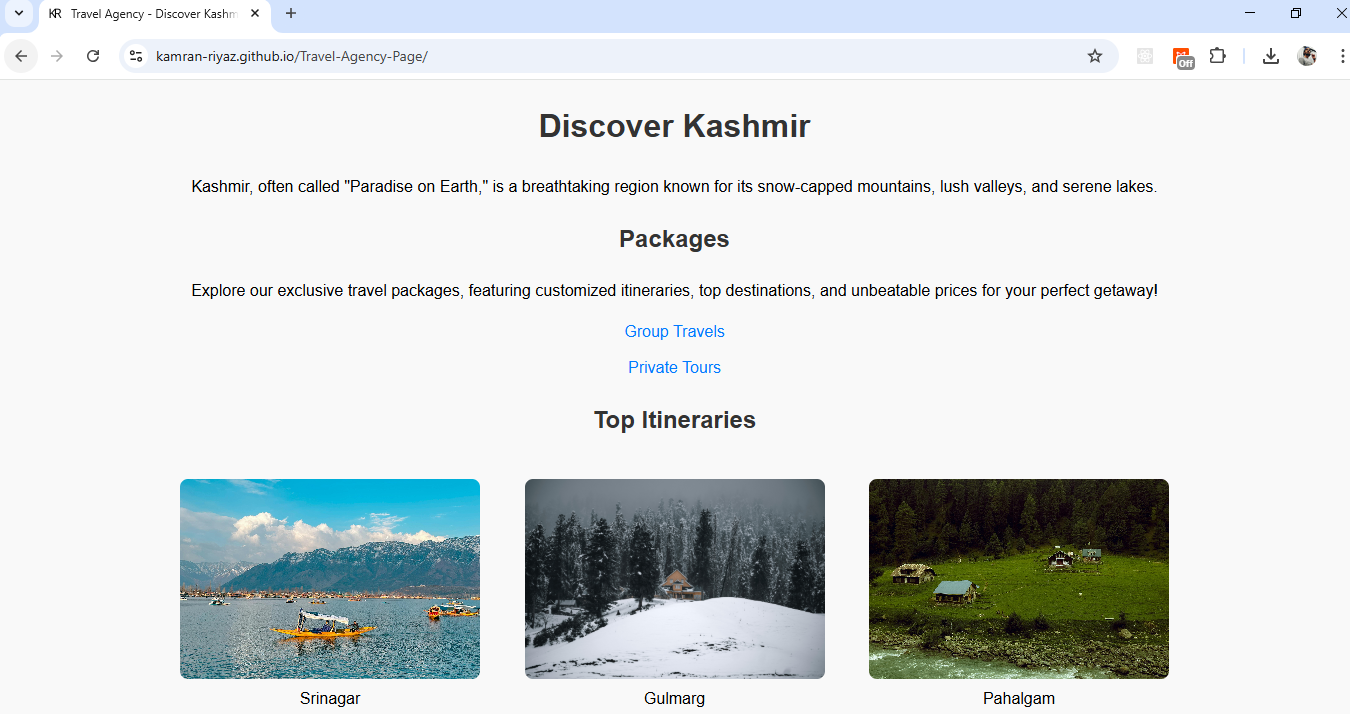 KR Travel Agency - Discover Kashm
kamran-riyaz.github.io/Travel-Agency-Page/
Off
Discover Kashmir
Kashmir, often called "Paradise on Earth," is a breathtaking region known for its snow-capped mountains, lush valleys, and serene lakes.
Packages
Explore our exclusive travel packages, featuring customized itineraries, top destinations, and unbeatable prices for your perfect getaway!
Group Travels
Private Tours
Top Itineraries
Srinagar Gulmarg Pahalgam